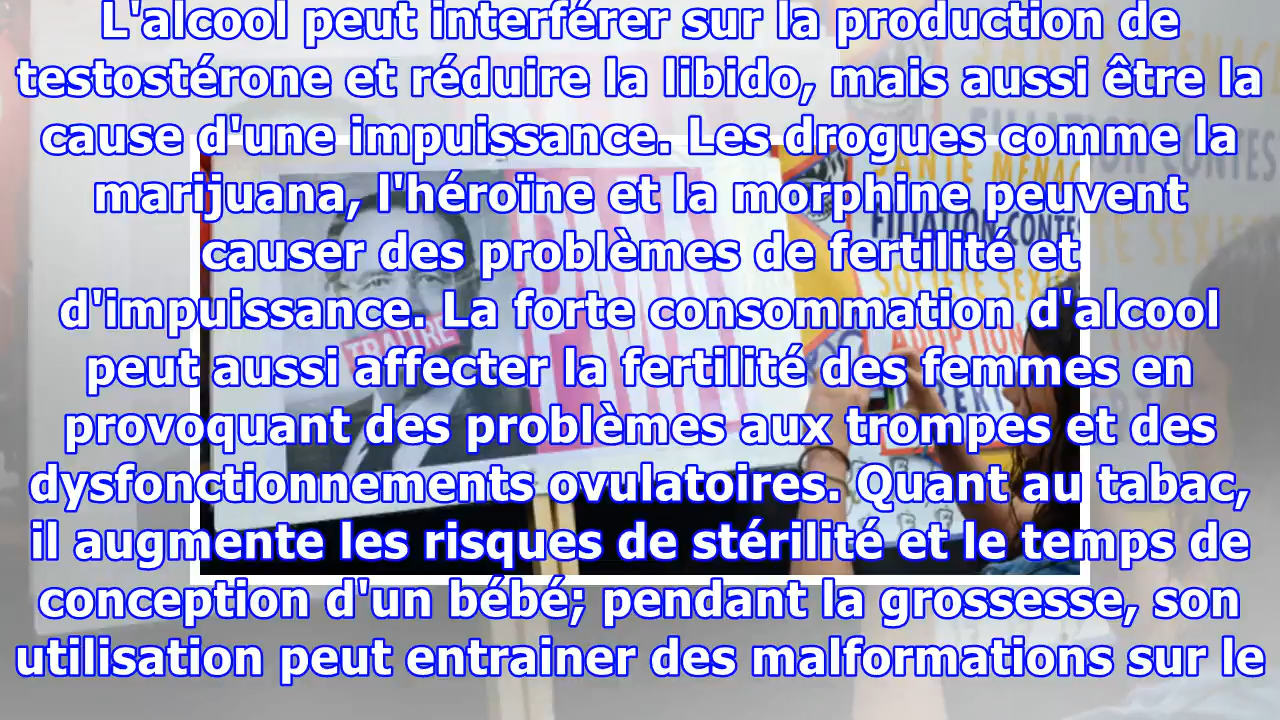 L'alcool peut interférer sur la production de
testostérone et réduire la libido, mais aussi être la
cause d'une impuissance. Les drogues comme la
marijuana, l'héroïne et la morphine peuvent
causer des problèmes de fertilité et
d'impuissance. La forte consommation d'alcool
peut aussi affecter la fertilité des femmes en
provoquant des problèmes aux trompes et des
dysfonctionnements ovulatoires. Quant au tabac,
il augmente les risques de stérilité et le temps de
conception d'un bébé; pendant la grossesse, son
utilisation peut entrainer des malformations sur le
TRAÎTRE
PMA
FILIATION
ADOPTION